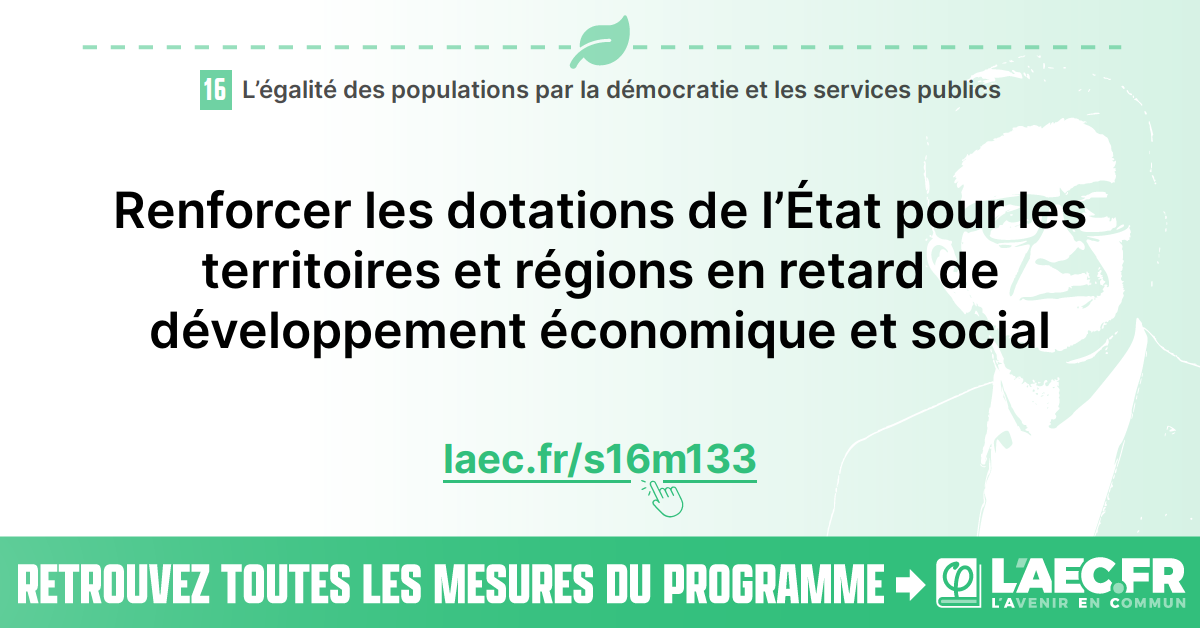 16 L’égalité des populations par la démocratie et les services publics
Renforcer les dotations de l’État pour les
territoires et régions en retard de
développement économique et social
laec.fr/s16m133
RETROUVEZ TOUTES LES MESURES DU PROGRAMME
φ L'AEC.FR
L'AVENIR EN COMMUN